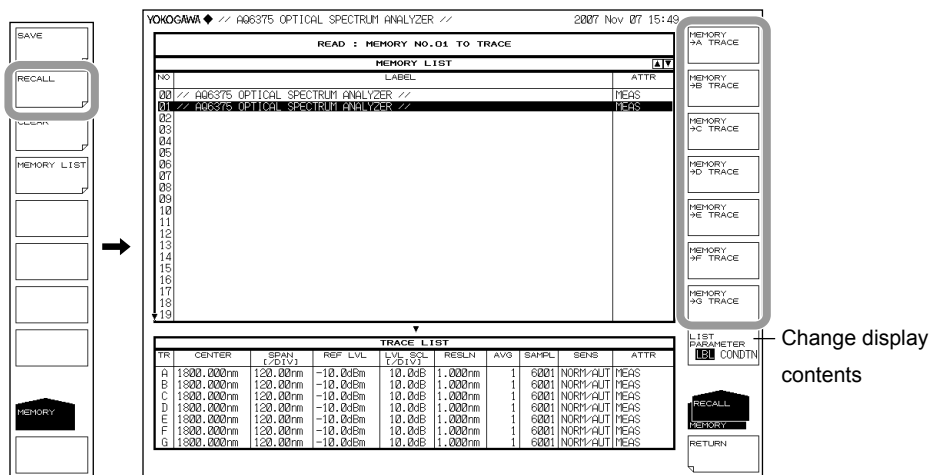 SAVE
RECALL
CLEAR
MEMORY LIST
MEMORY
YOKOGAWA ◆ // AQ6375 OPTICAL SPECTRUM ANALYZER // 2007 Nov 07 15:49
READ : MEMORY NO.01 TO TRACE
MEMORY LIST
NO LABEL ATTR
00 // AQ6375 OPTICAL SPECTRUM ANALYZER // MEAS
01 // AQ6375 OPTICAL SPECTRUM ANALYZER // MEAS
02
03
04
05
06
07
08
09
10
11
12
13
14
15
16
17
18
19
TRACE LIST
TR CENTER SPAN [/DIV] REF LVL LVL SCL [/DIV] RESLN AVG SAMPL SENS ATTR
A 1800.000nm 120.00nm -10.0dBm 10.0dB 1.000nm 1 6001 NORM/AUT MEAS
B 1800.000nm 120.00nm -10.0dBm 10.0dB 1.000nm 1 6001 NORM/AUT MEAS
C 1800.000nm 120.00nm -10.0dBm 10.0dB 1.000nm 1 6001 NORM/AUT MEAS
D 1800.000nm 120.00nm -10.0dBm 10.0dB 1.000nm 1 6001 NORM/AUT MEAS
E 1800.000nm 120.00nm -10.0dBm 10.0dB 1.000nm 1 6001 NORM/AUT MEAS
F 1800.000nm 120.00nm -10.0dBm 10.0dB 1.000nm 1 6001 NORM/AUT MEAS
G 1800.000nm 120.00nm -10.0dBm 10.0dB 1.000nm 1 6001 NORM/AUT MEAS
MEMORY
→A TRACE
MEMORY
→B TRACE
MEMORY
→C TRACE
MEMORY
→D TRACE
MEMORY
→E TRACE
MEMORY
→F TRACE
MEMORY
→G TRACE
LIST
PARAMETER
LBL CONDTN
RECALL
MEMORY
RETURN
Change display
contents